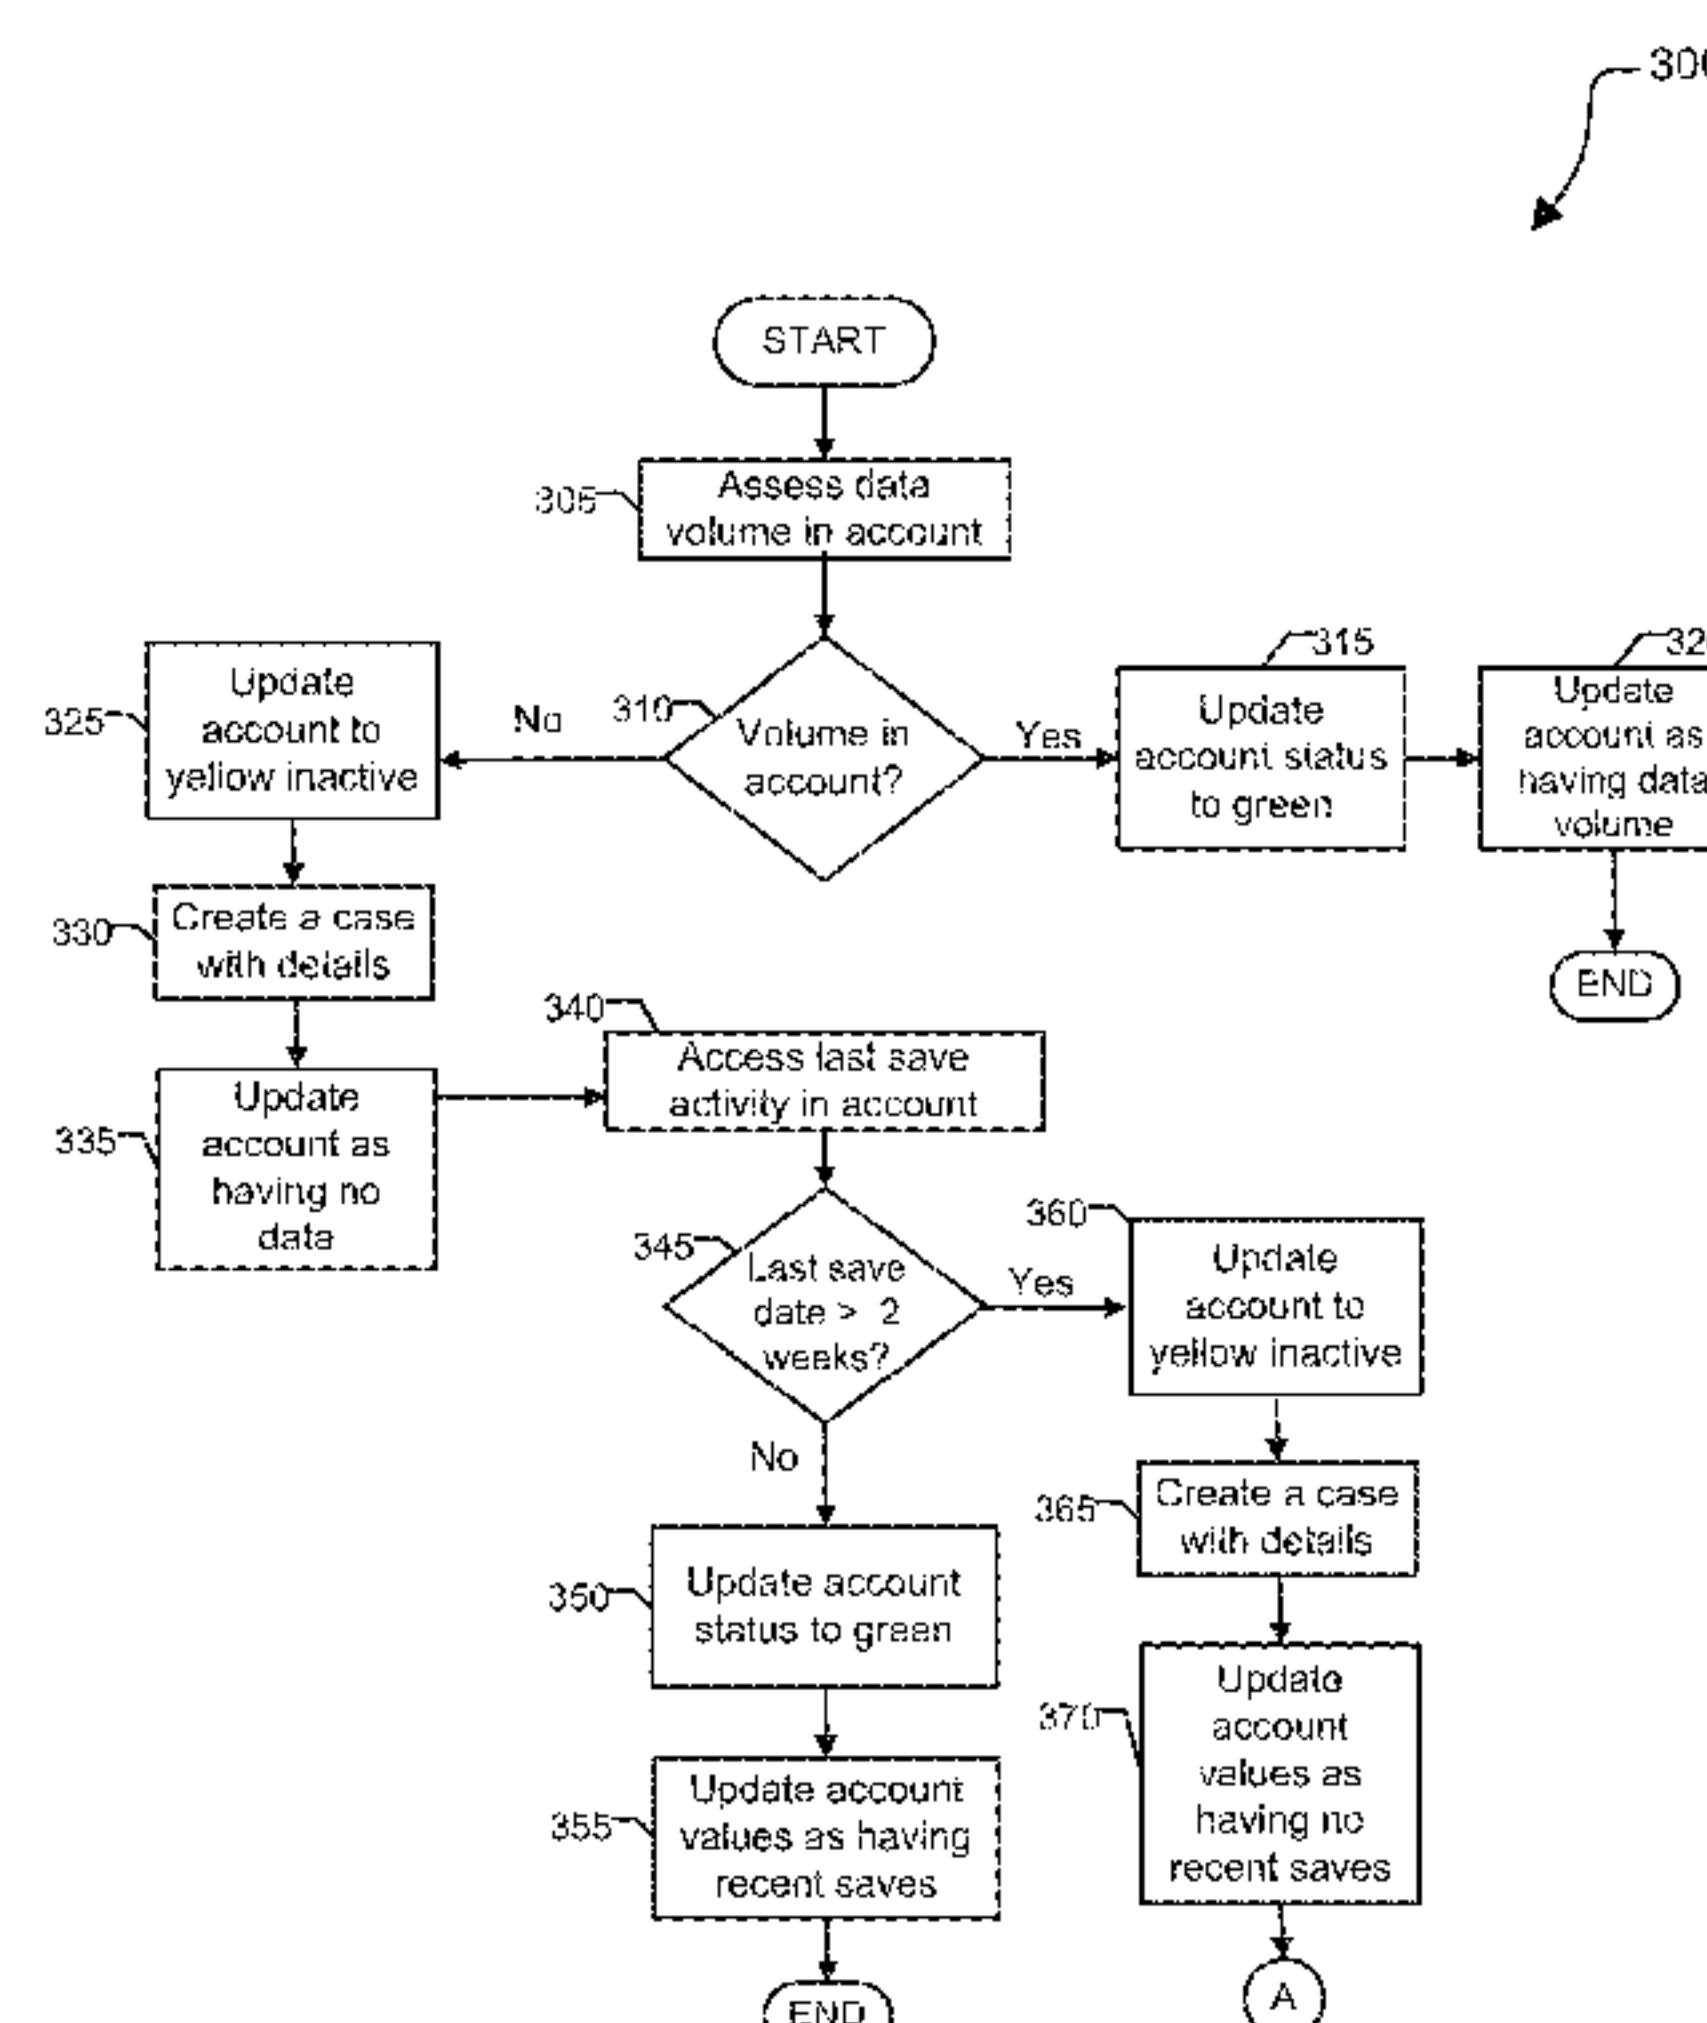 300
START
305
Assess data
volume in account
310
Volume in
account?
No
Yes
315
Update
account status
to green
32
Update
account as
having data
volume
END
325
Update
account to
yellow inactive
330
Create a case
with details
335
Update
account as
having no
data
340
Access last save
activity in account
345
Last save
date > 2
weeks?
Yes
No
360
Update
account to
yellow inactive
365
Create a case
with details
370
Update
account
values as
having no
recent saves
A
350
Update account
status to green
355
Update account
values as having
recent saves
END